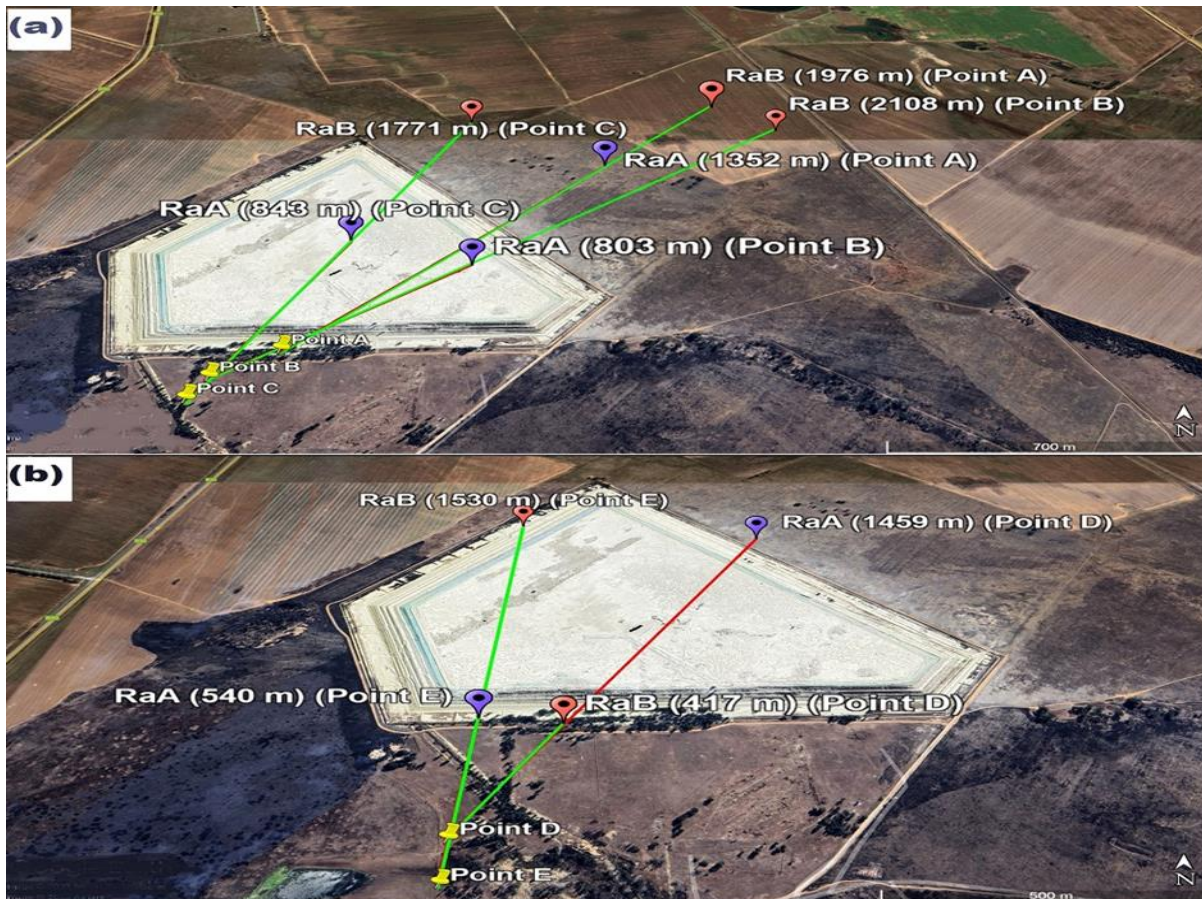 (a)
RaB (1976 m) (Point A)
RaB (2108 m) (Point B)
RaB (1771 m) (Point C)
RaA (1352 m) (Point A)
RaA (843 m) (Point C)
RaA (803 m) (Point B)
Point A
Point B
Point C
N
700 m
(b)
RaB (1530 m) (Point E)
RaA (1459 m) (Point D)
RaA (540 m) (Point E)
RaB (417 m) (Point D)
Point D
Point E
N
500 m